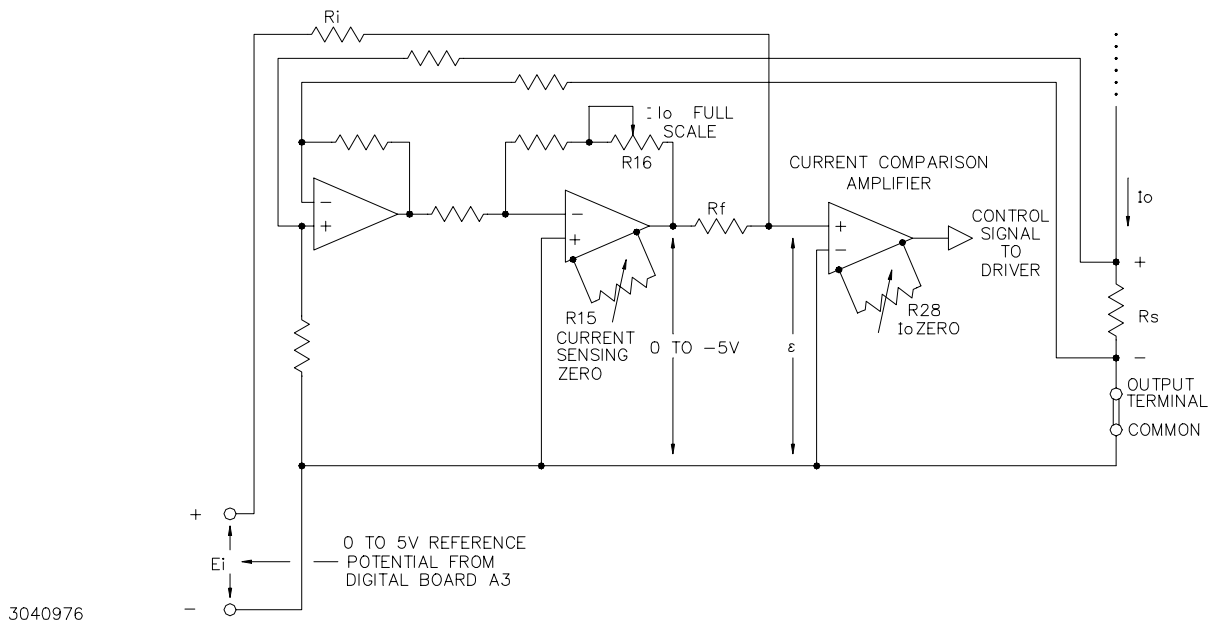 Ri
Io FULL
SCALE
R16
CURRENT COMPARISON
AMPLIFIER
Io
Rf
CONTROL
SIGNAL
TO
DRIVER
−
+
−
+
+
−
+
R15
CURRENT
SENSING
ZERO
0 TO −5V
ε
R28
Io ZERO
Rs
−
OUTPUT
TERMINAL
COMMON
+
Ei
0 TO 5V REFERENCE
POTENTIAL FROM
DIGITAL BOARD A3
−
3040976